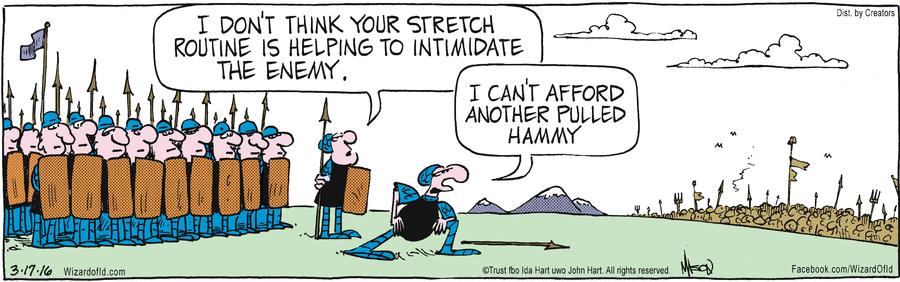 I DON'T THINK YOUR STRETCH
ROUTINE IS HELPING TO INTIMIDATE
THE ENEMY.
I CAN'T AFFORD
ANOTHER PULLED
HAMMY
Dist. by Creators
3-17-16 WizardofId.com
©Trust fbo Ida Hart uwo John Hart. All rights reserved.
MASON
Facebook.com/WizardOfId